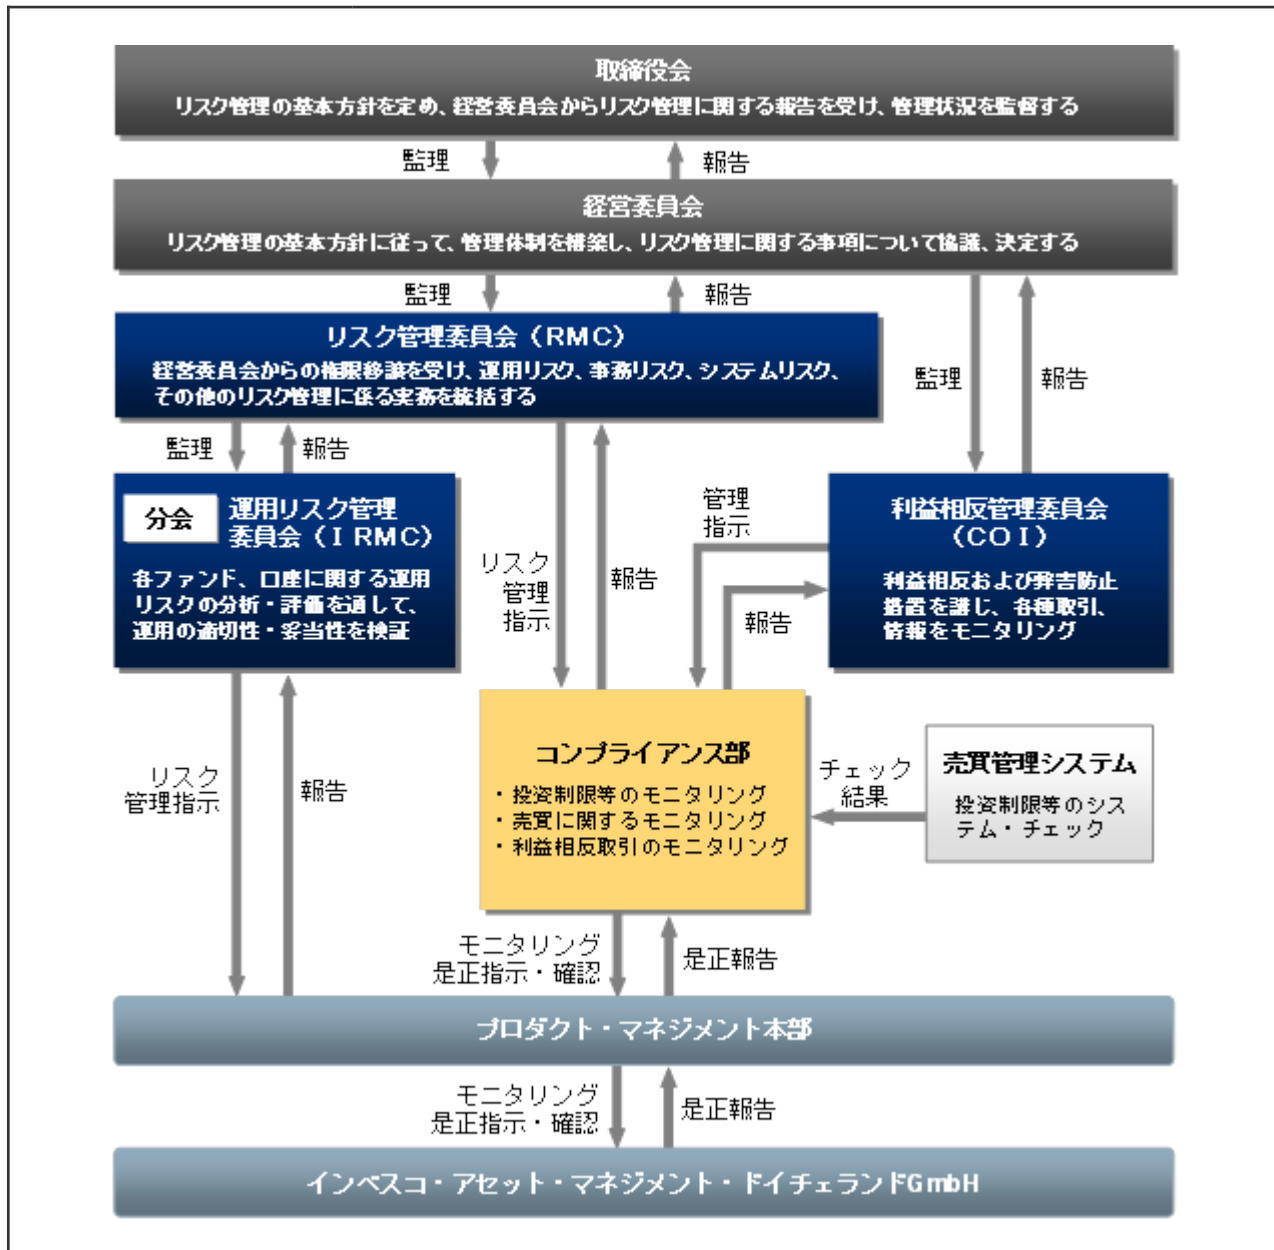 取締役会
リスク管理の基本方針を定め、経営委員会からリスク管理に関する報告を受け、管理状況を監督する
監理
報告
経営委員会
リスク管理の基本方針に従って、管理体制を構築し、リスク管理に関する事項について協議、決定する
監理
報告
リスク管理委員会（RMC）
経営委員会からの権限移譲を受け、運用リスク、事務リスク、システムリスク、
その他のリスク管理に係る実務を統括する
監理
報告
監理
報告
分会
運用リスク管理
委員会（ＩRMC）
各ファンド、口座に関する運用
リスクの分析・評価を通して、
運用の適切性・妥当性を検証
リスク
管理
指示
報告
管理
指示
報告
利益相反管理委員会
（COＩ）
利益相反および弊害防止
措置を講じ、各種取引、
情報をモニタリング
リスク
管理指示
報告
コンプライアンス部
・投資制限等のモニタリング
・売買に関するモニタリング
・利益相反取引のモニタリング
チェック
結果
売買管理システム
投資制限等のシス
テム・チェック
モニタリング
是正指示・確認
是正報告
プロダクト・マネジメント本部
モニタリング
是正指示・確認
是正報告
インベスコ・アセット・マネジメント・ドイチェランドGmbH